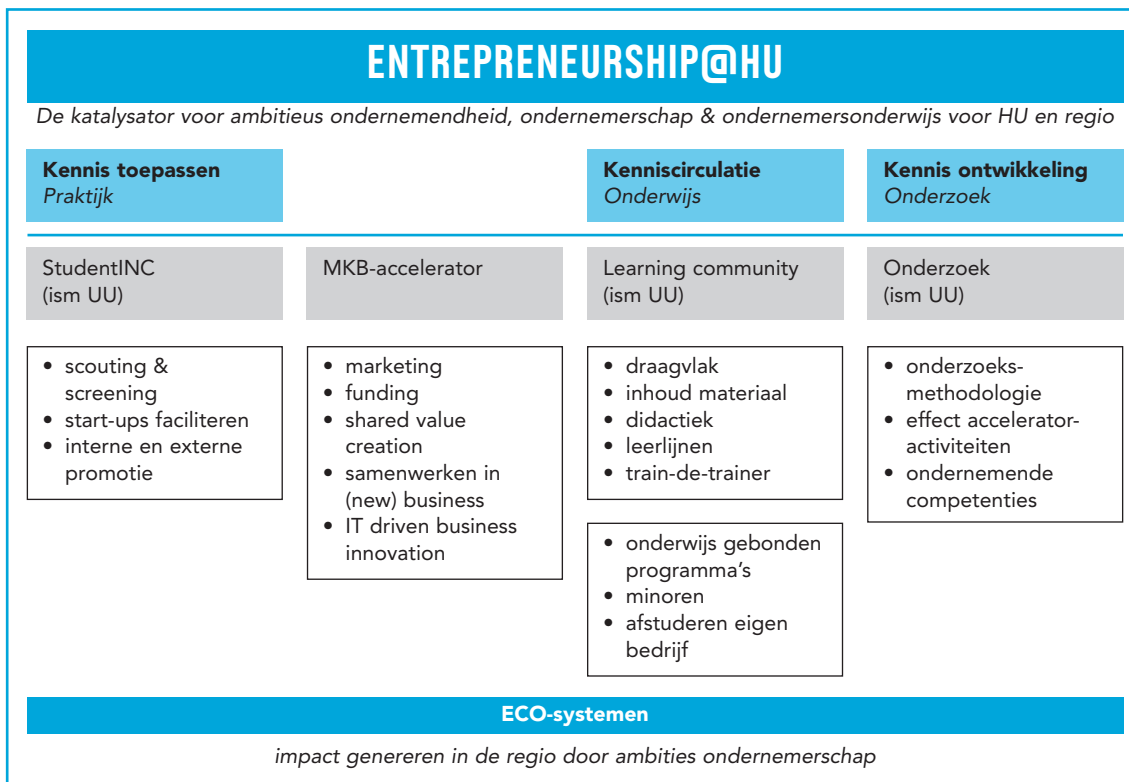 ENTREPRENEURSHIP@HU
De katalysator voor ambitieus ondernemendheid, ondernemerschap & ondernemersonderwijs voor HU en regio
Kennis toepassen
Praktijk
Kenniscirculatie
Onderwijs
Kennis ontwikkeling
Onderzoek
StudentINC
(ism UU)
MKB-accelerator
Learning community
(ism UU)
Onderzoek
(ism UU)
• scouting &
screening
• start-ups faciliteren
• interne en externe
promotie
• marketing
• funding
• shared value
creation
• samenwerken in
(new) business
• IT driven business
innovation
• draagvlak
• inhoud materiaal
• didactiek
• leerlijnen
• train-de-trainer
• onderwijs gebonden
programma's
• minoren
• afstuderen eigen
bedrijf
• onderzoeks-
methodologie
• effect accelerator-
activiteiten
• ondernemende
competenties
ECO-systemen
impact genereren in de regio door ambities ondernemerschap